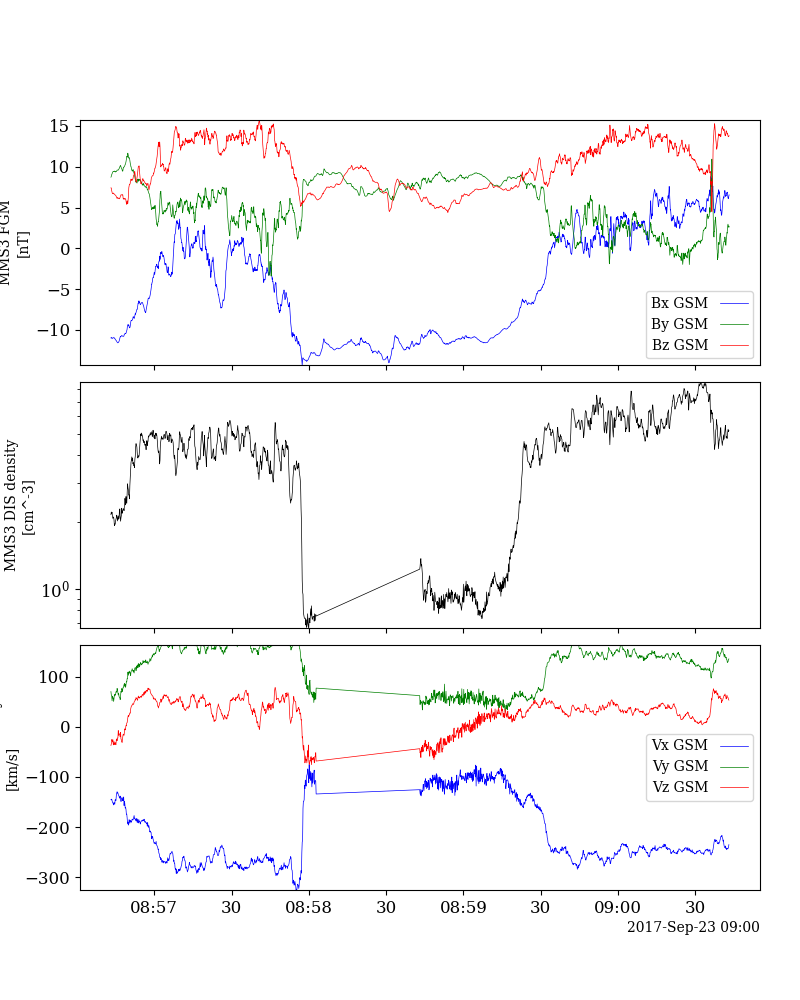 15
10
5
0
−5
−10
MMS3 FGM
[nT]
Bx GSM
By GSM
Bz GSM
10^0
MMS3 DIS density
[cm^-3]
100
0
−100
−200
−300
[km/s]
Vx GSM
Vy GSM
Vz GSM
08:57 30 08:58 30 08:59 30 09:00 30
2017-Sep-23 09:00